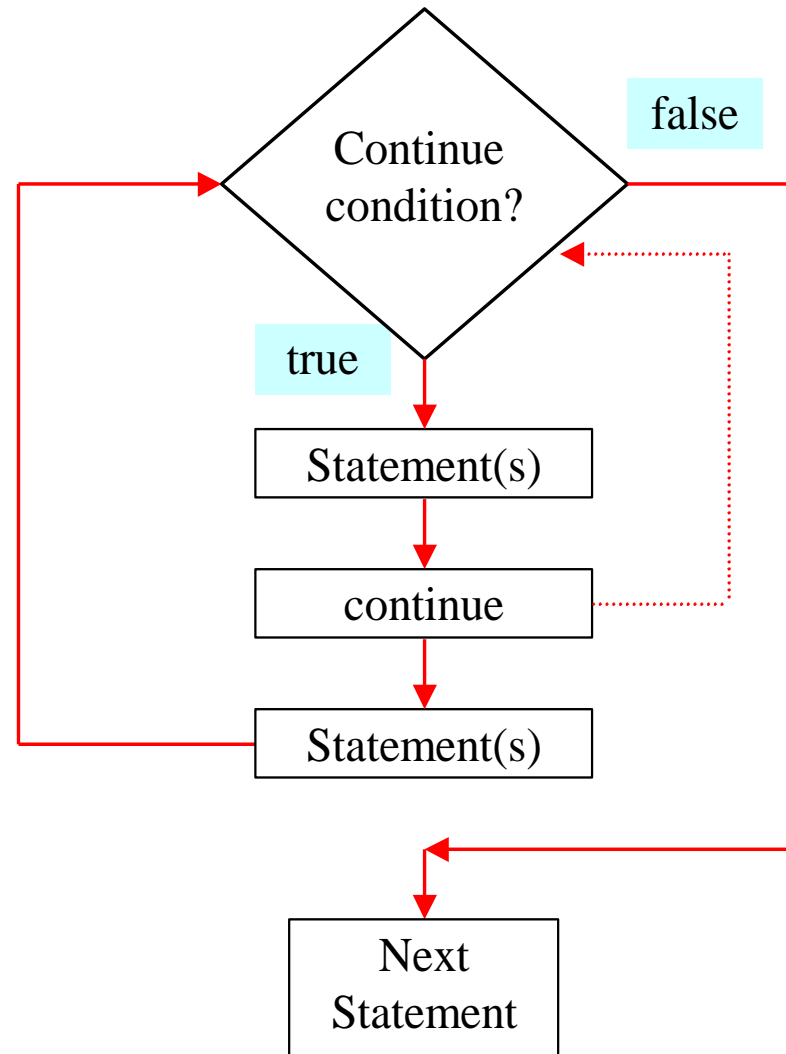 Continue
condition?
false
true
Statement(s)
continue
Statement(s)
Next
Statement